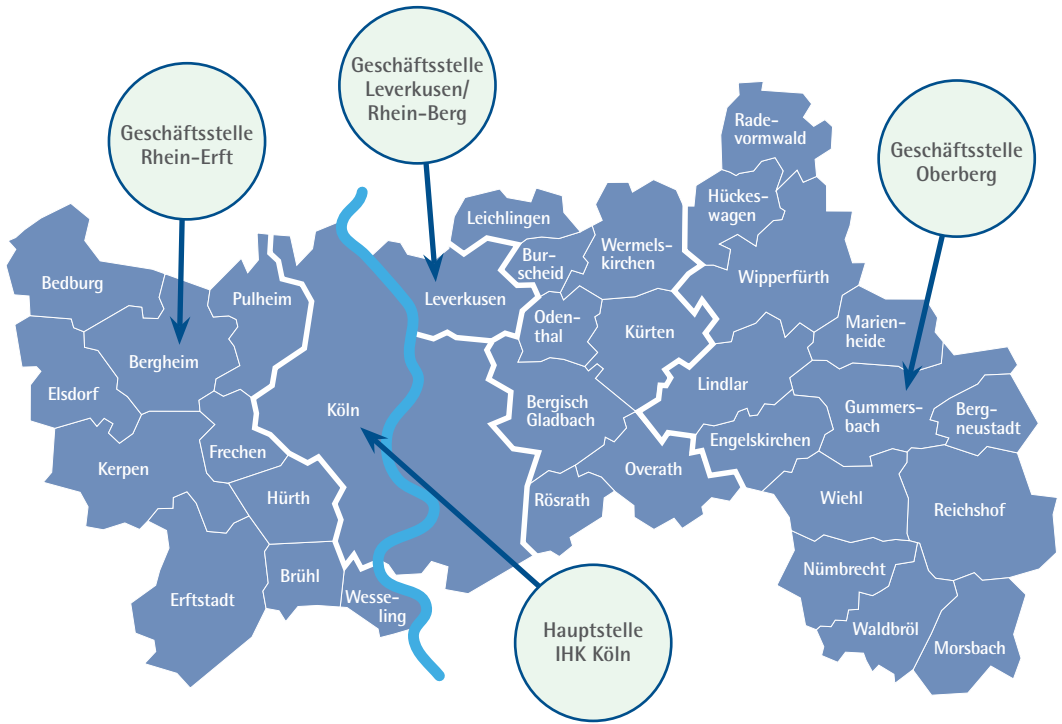 Geschäftsstelle
Leverkusen/
Rhein-Berg
Geschäftsstelle
Rhein-Erft
Geschäftsstelle
Oberberg
Rade-
vormwald
Hückes-
wagen
Leichlingen
Wermels-
kirchen
Bur-
scheid
Wipperfürth
Bedburg
Pulheim
Leverkusen
Oden-
thal
Kürten
Marien-
heide
Bergheim
Elsdorf
Lindlar
Köln
Bergisch
Gladbach
Gummers-
bach
Berg-
neustadt
Engelskirchen
Frechen
Kerpen
Overath
Hürth
Rösrath
Wiehl
Reichshof
Nümbrecht
Brühl
Erftstadt
Wesse-
ling
Waldbröl
Morsbach
Hauptstelle
IHK Köln